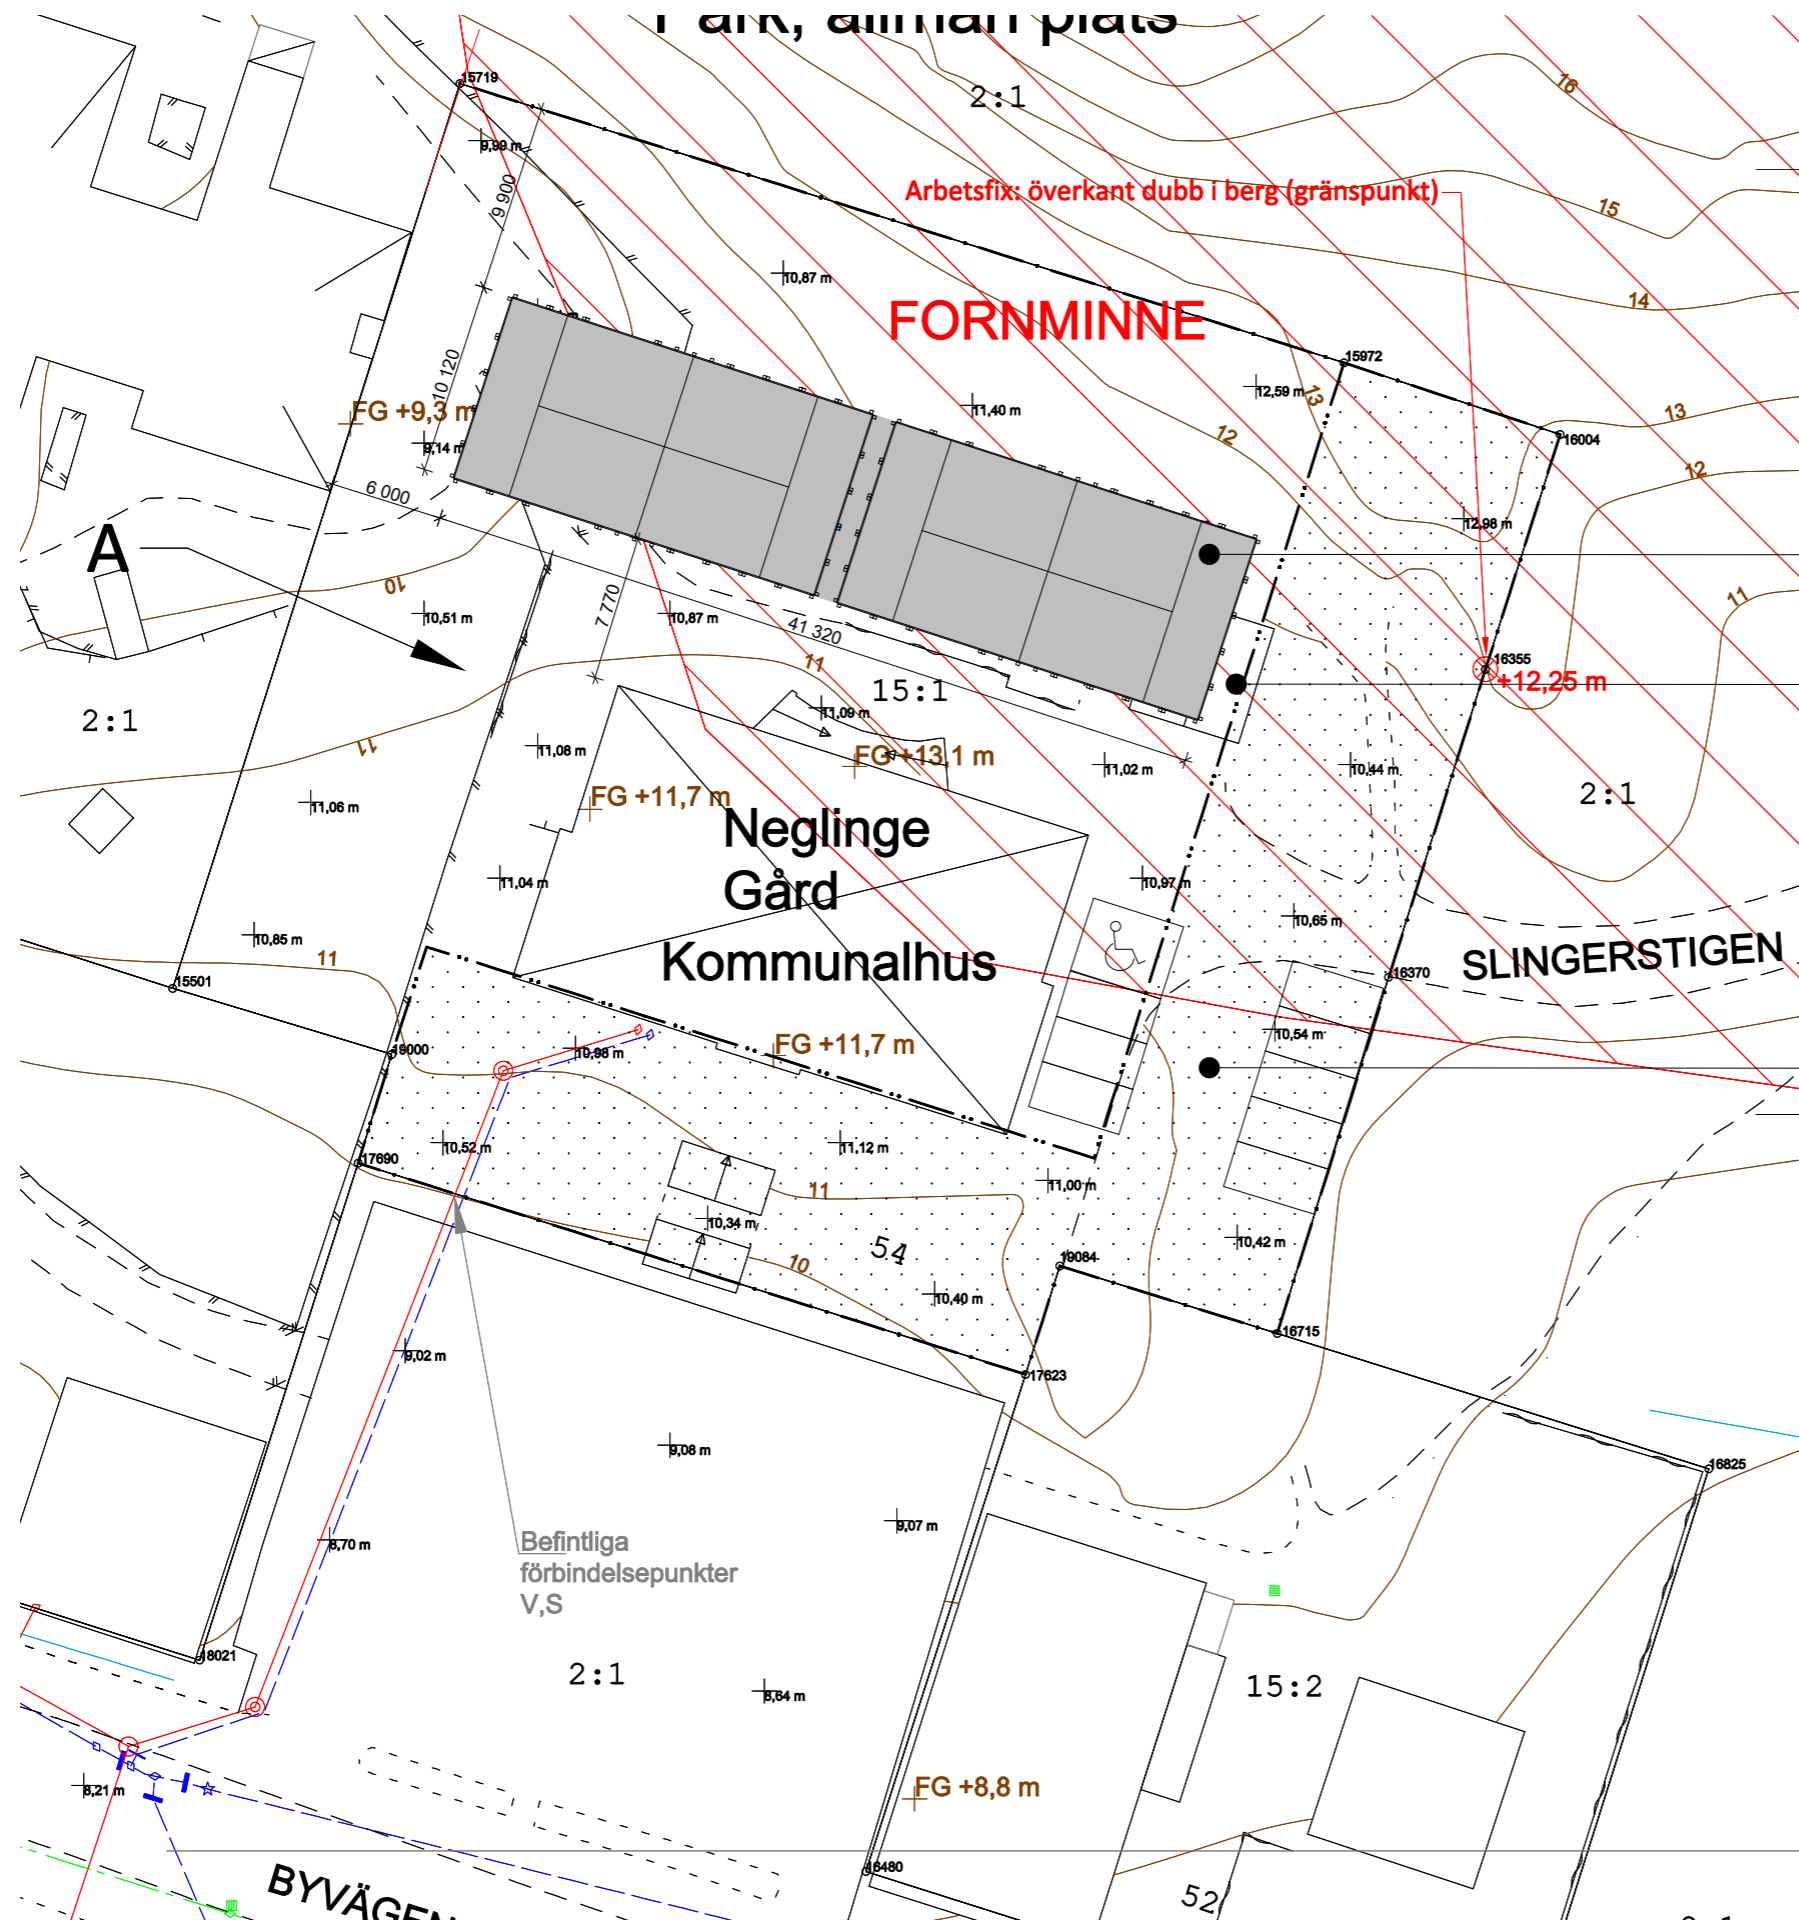 Park, allmän plats
15719
2:1
16
9,99 m
9 900
Arbetsfix: överkant dubb i berg (gränspunkt)
15
10,87 m
14
FORNMINNE
15972
10 120
12,59 m
13
13
FG +9,3 m
11,40 m
16004
12
9,14 m
12
6 000
12,98 m
A
10
7 770
11
10,51 m
10,87 m
41 320
11
16355
15:1
+12,25 m
2:1
11,09 m
11
11,08 m
FG +13,1 m
11,02 m
10,44 m
2:1
FG +11,7 m
11,06 m
Neglinge
Gård
11,04 m
10,97 m
10,65 m
10,85 m
11
Kommunalhus
SLINGERSTIGEN
15501
16370
10,54 m
19000
10,98 m
FG +11,7 m
10,52 m
11,12 m
17690
11
11,00 m
10,34 m
54
10,42 m
10
19084
10,40 m
16715
9,02 m
17623
9,08 m
16825
9,07 m
8,70 m
Befintliga
förbindelsepunkter
V,S
18021
2:1
8,64 m
15:2
8,21 m
FG +8,8 m
16480
BYVÄGEN
52